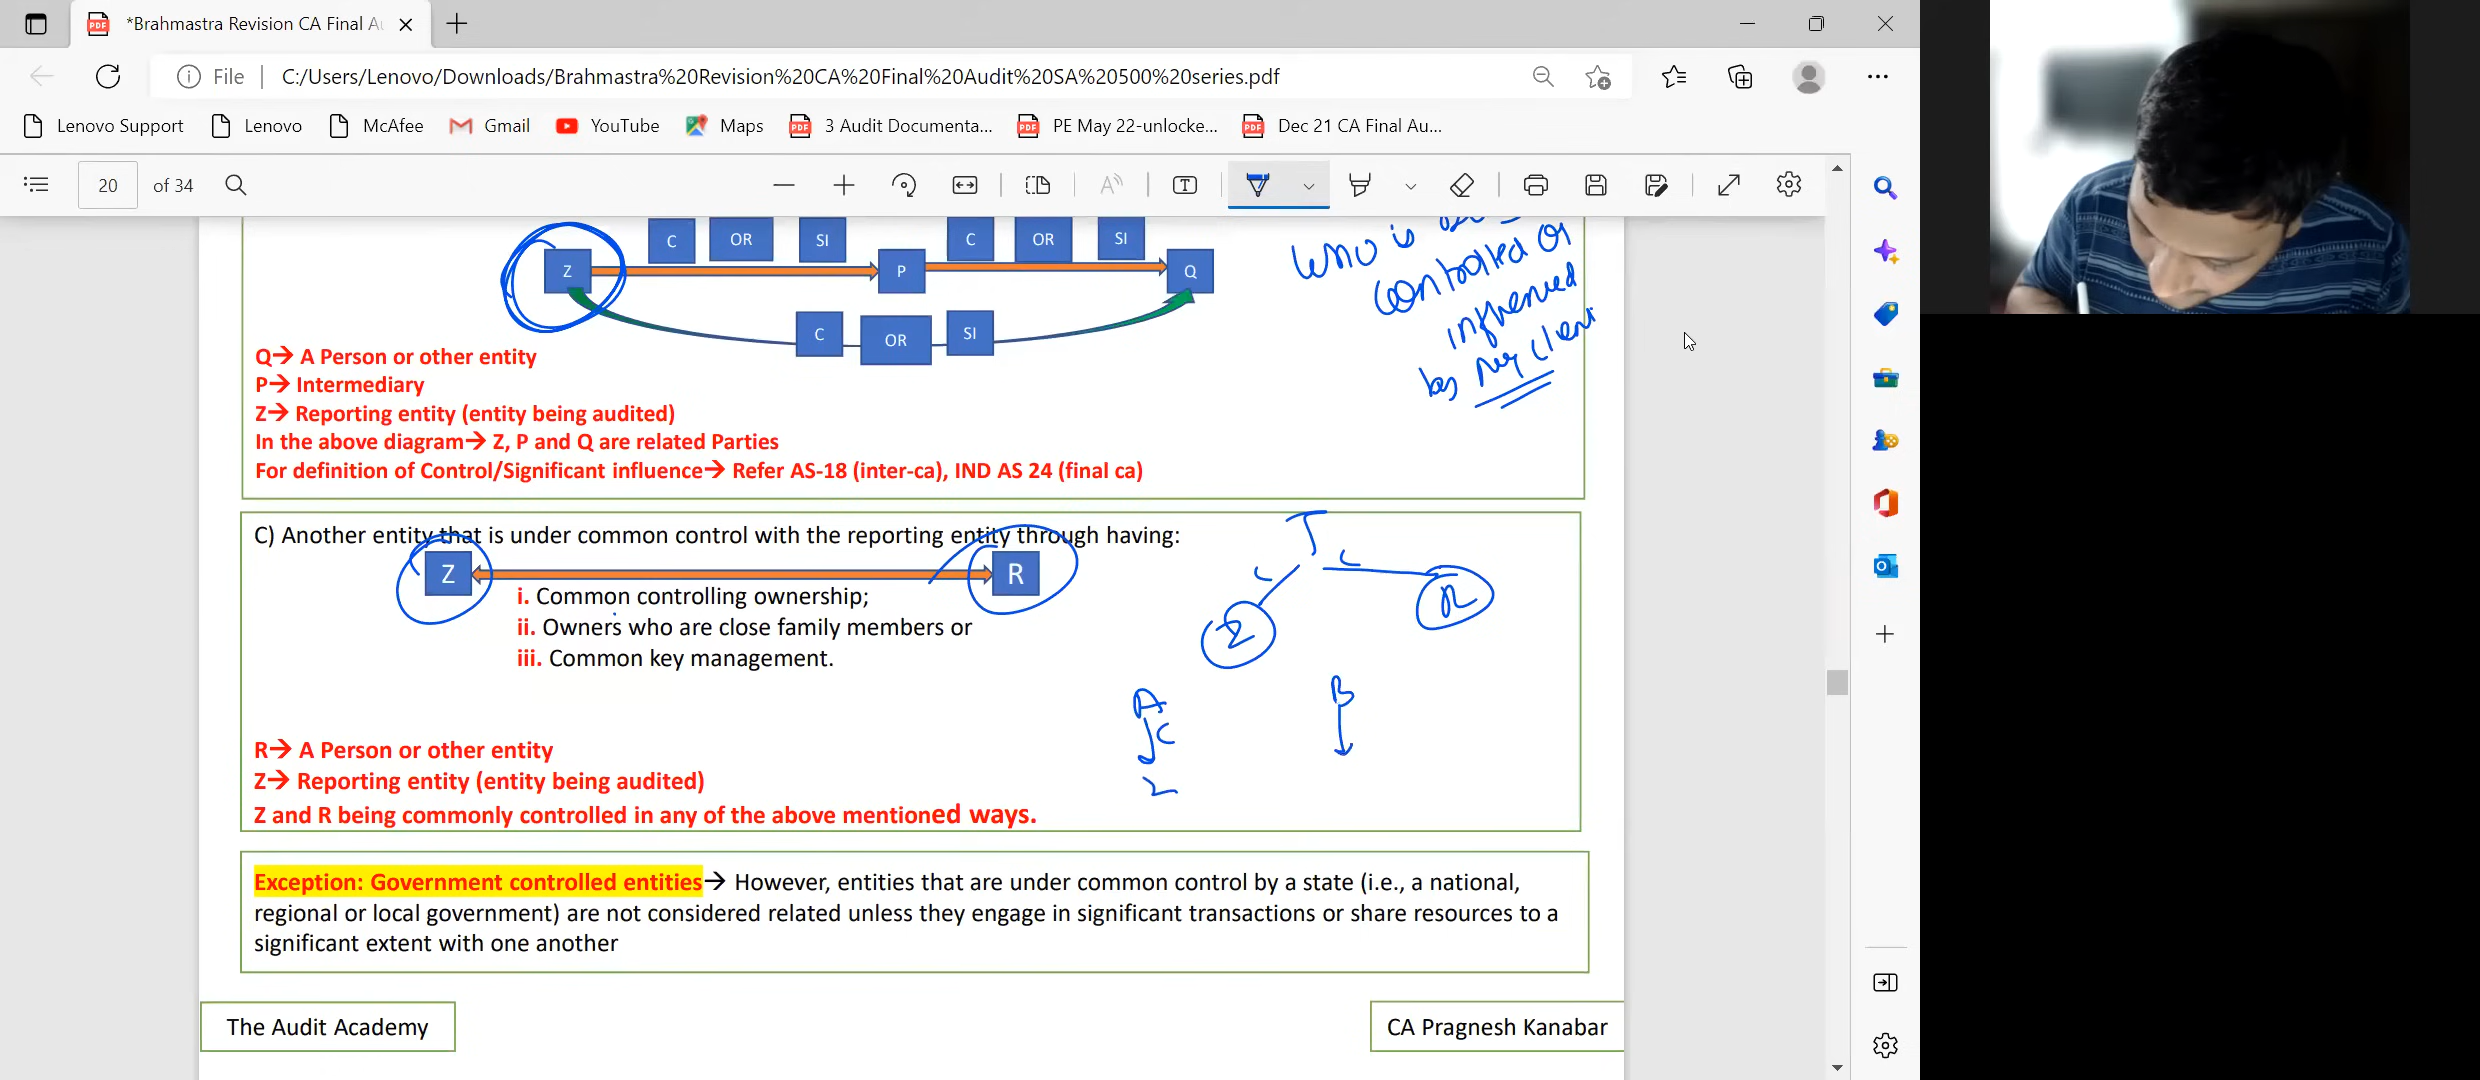 *Brahmastra Revision CA Final Au
File
C:/Users/Lenovo/Downloads/Brahmastra%20Revision%20CA%20Final%20Audit%20SA%20500%20series.pdf
Lenovo Support
Lenovo
McAfee
Gmail
YouTube
Maps
3 Audit Documenta...
PE May 22-unlocke...
Dec 21 CA Final Au...
20 of 34
C OR SI C OR SI
Z P Q
C OR SI
who is
controlled or
influenced
by my client
Q→ A Person or other entity
P→ Intermediary
Z→ Reporting entity (entity being audited)
In the above diagram→ Z, P and Q are related Parties
For definition of Control/Significant influence→ Refer AS-18 (inter-ca), IND AS 24 (final ca)
C) Another entity that is under common control with the reporting entity through having:
Z R
i. Common controlling ownership;
ii. Owners who are close family members or
iii. Common key management.
T
C C
Z R
A B
C
Z
R→ A Person or other entity
Z→ Reporting entity (entity being audited)
Z and R being commonly controlled in any of the above mentioned ways.
Exception: Government controlled entities→ However, entities that are under common control by a state (i.e., a national,
regional or local government) are not considered related unless they engage in significant transactions or share resources to a
significant extent with one another
The Audit Academy
CA Pragnesh Kanabar